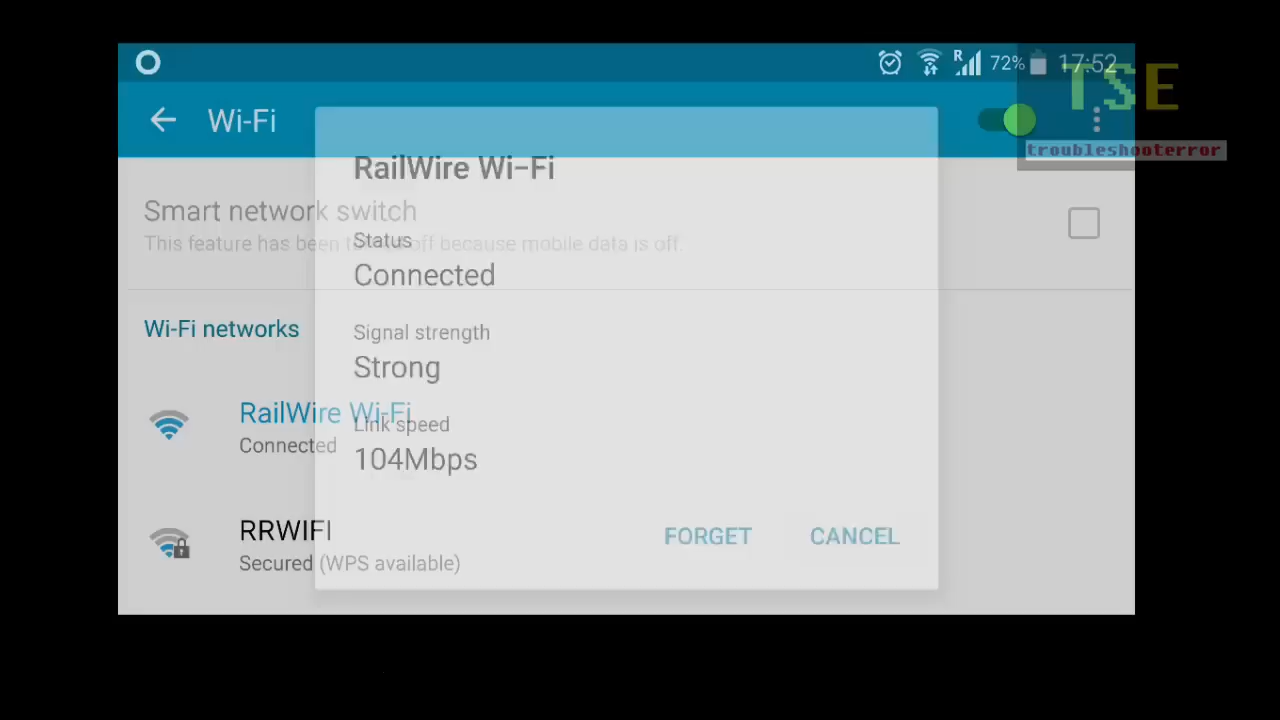 R 72% 17:52
TSE
Wi-Fi
troubleshooterror
RailWire Wi-Fi
Smart network switch
Status
This feature has been turned off because mobile data is off.
Connected
Wi-Fi networks
Signal strength
Strong
RailWire Wi-Fi
Link speed
Connected
104Mbps
RRWIFI
FORGET CANCEL
Secured (WPS available)